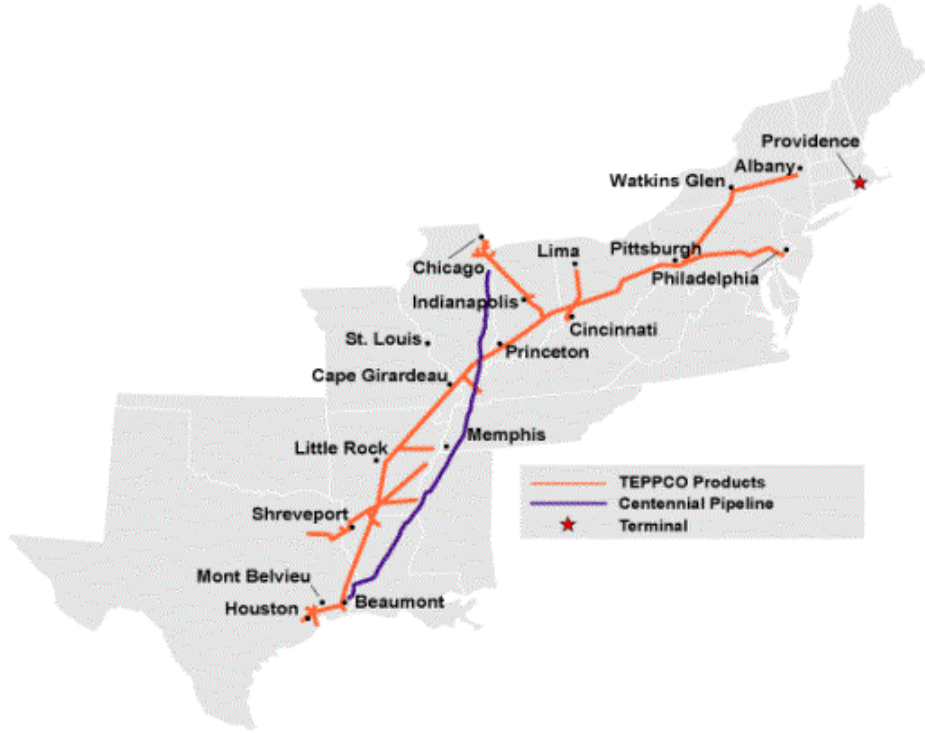 Providence
Albany
Watkins Glen
Pittsburgh
Philadelphia
Lima
Chicago
Indianapolis
Cincinnati
St. Louis
Princeton
Cape Girardeau
Memphis
Little Rock
Shreveport
Mont Belvieu
Houston
Beaumont
TEPPCO Products
Centennial Pipeline
Terminal